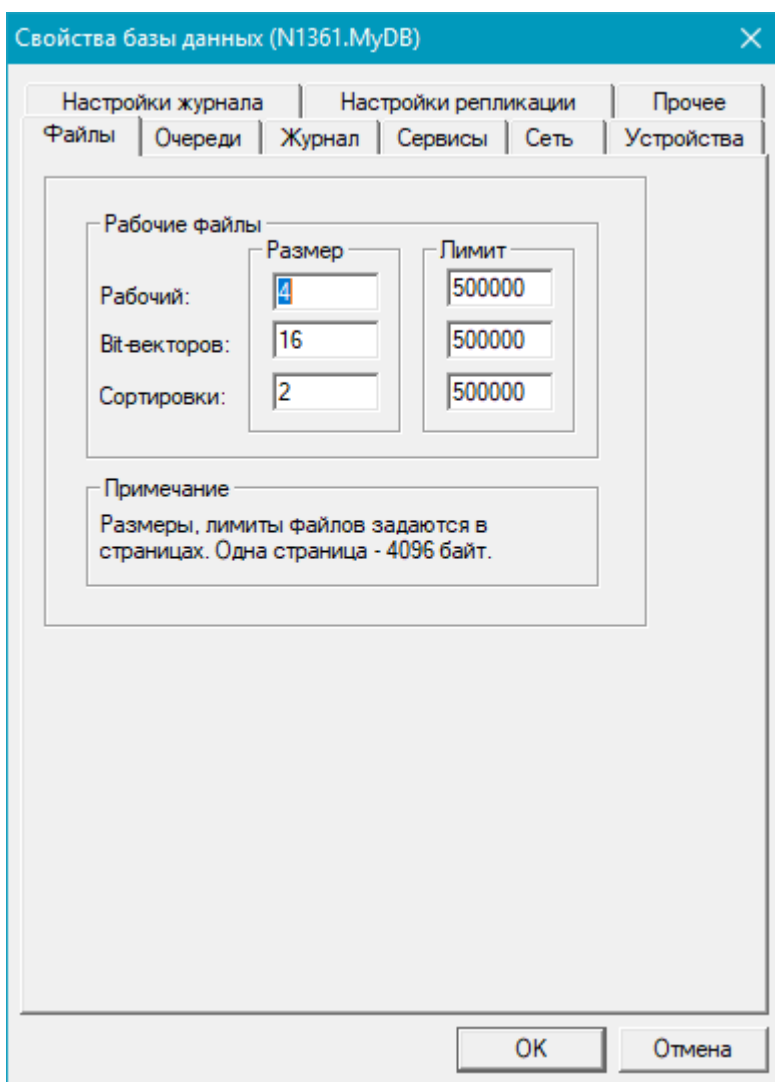 Свойства базы данных (N1361.MyDB)
Настройки журнала Настройки репликации Прочее
Файлы Очереди Журнал Сервисы Сеть Устройства
Рабочие файлы
Размер Лимит
Рабочий: 4 500000
Bit-векторов: 16 500000
Сортировки: 2 500000
Примечание
Размеры, лимиты файлов задаются в
страницах. Одна страница - 4096 байт.
OK Отмена